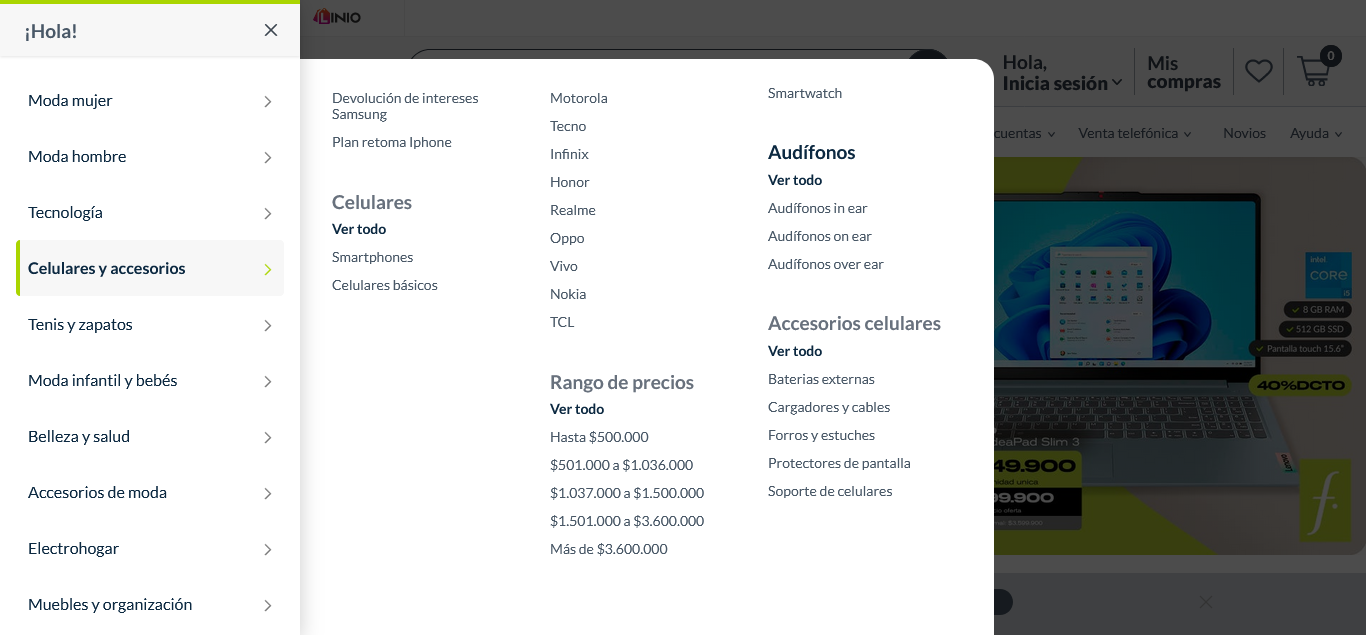 ¡Hola!
Moda mujer
Moda hombre
Tecnología
Celulares y accesorios
Tenis y zapatos
Moda infantil y bebés
Belleza y salud
Accesorios de moda
Electrohogar
Muebles y organización
Devolución de intereses
Samsung
Plan retoma Iphone
Celulares
Ver todo
Smartphones
Celulares básicos
Motorola
Tecno
Infinix
Honor
Realme
Oppo
Vivo
Nokia
TCL
Rango de precios
Ver todo
Hasta $500.000
$501.000 a $1.036.000
$1.037.000 a $1.500.000
$1.501.000 a $3.600.000
Más de $3.600.000
Smartwatch
Audífonos
Ver todo
Audífonos in ear
Audífonos on ear
Audífonos over ear
Accesorios celulares
Ver todo
Baterias externas
Cargadores y cables
Forros y estuches
Protectores de pantalla
Soporte de celulares
LINIO
Hola,
Inicia sesión
Mis
compras
0
cuentas
Venta telefónica
Novios
Ayuda
intel
CORE
i5
8 GB RAM
512 GB SSD
Pantalla touch 15.6"
40%DCTO
deaPad Slim 3
49.900
nidad unica
99.900
f.